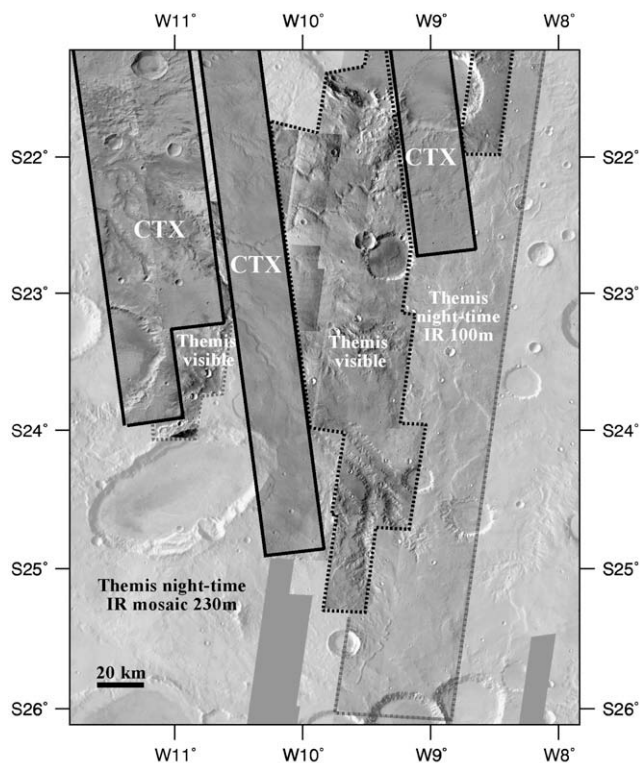 W11° W10° W9° W8°
S22° S22°
CTX
CTX
CTX
S23° S23°
Themis
night-time
IR 100m
Themis
visible
Themis
visible
S24° S24°
S25° S25°
Themis night-time
IR mosaic 230m
20 km
S26° S26°
W11° W10° W9° W8°